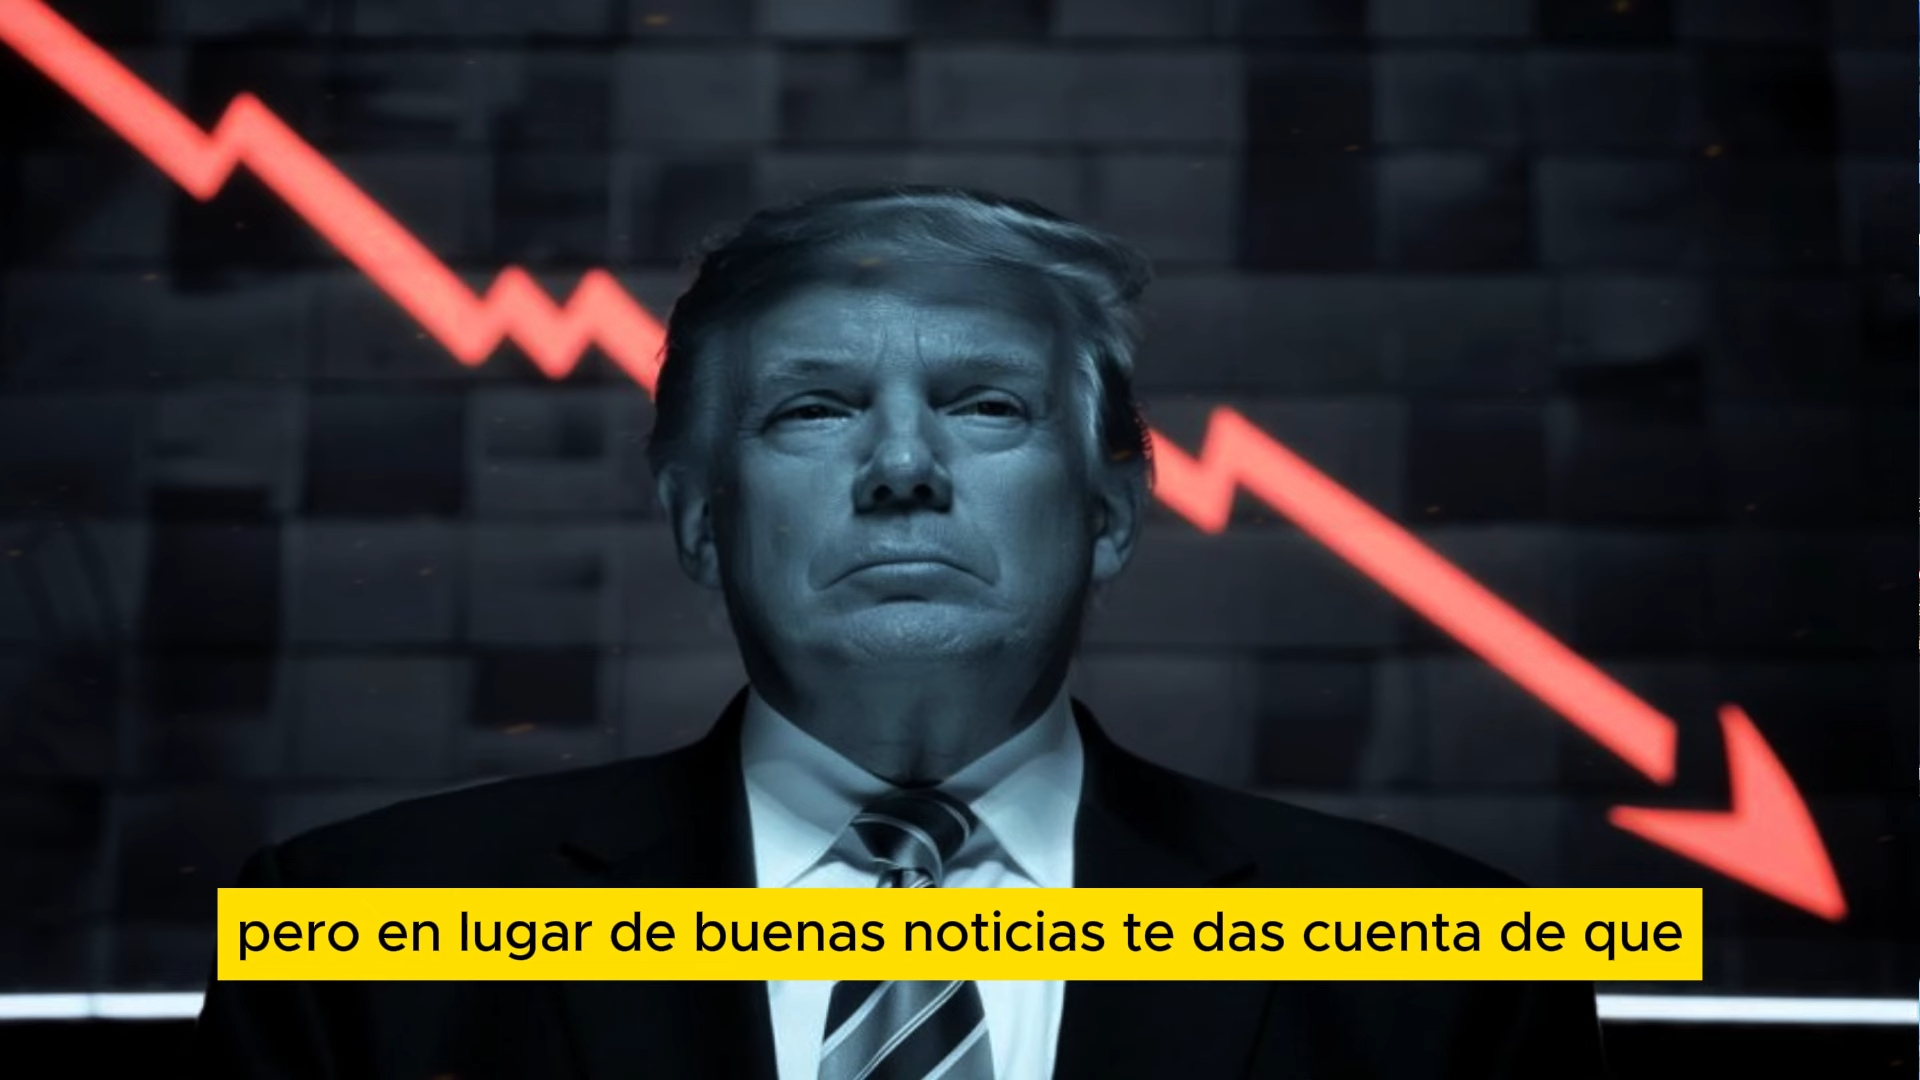 pero en lugar de buenas noticias te das cuenta de que